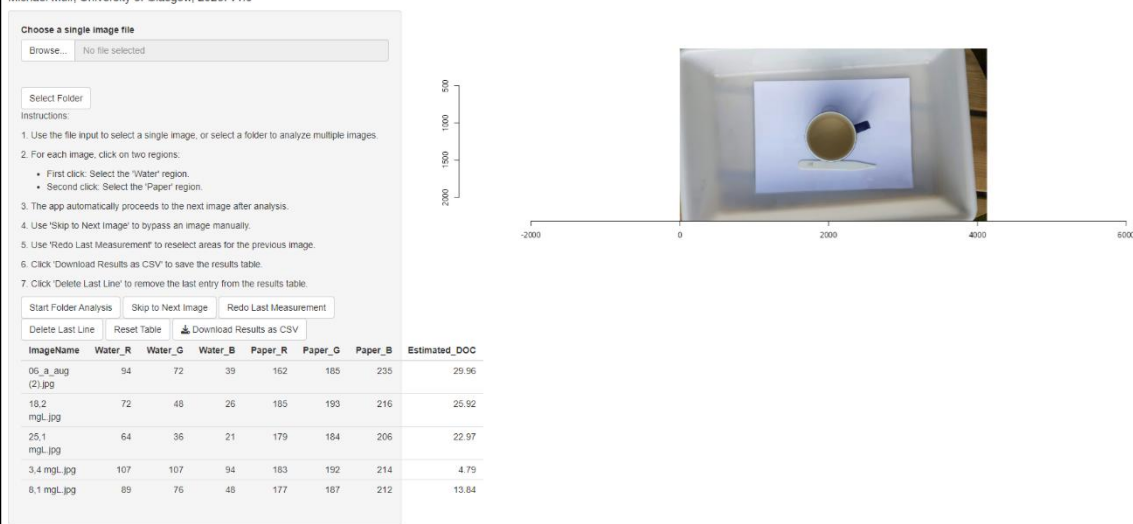 Choose a single image file
Browse... No file selected
Select Folder
Instructions:
1. Use the file input to select a single image, or select a folder to analyze multiple images.
2. For each image, click on two regions:
• First click: Select the 'Water' region.
• Second click: Select the 'Paper' region.
3. The app automatically proceeds to the next image after analysis.
4. Use 'Skip to Next Image' to bypass an image manually.
5. Use 'Redo Last Measurement' to reselect areas for the previous image.
6. Click 'Download Results as CSV' to save the results table.
7. Click 'Delete Last Line' to remove the last entry from the results table.
Start Folder Analysis Skip to Next Image Redo Last Measurement
Delete Last Line Reset Table Download Results as CSV
ImageName Water_R Water_G Water_B Paper_R Paper_G Paper_B Estimated_DOC
06_a_aug 94 72 39 162 185 235 29.96
(2).jpg
18,2 72 48 26 185 193 216 25.92
mgL.jpg
25,1 64 36 21 179 184 206 22.97
mgL.jpg
3,4 mgL.jpg 107 107 94 183 192 214 4.79
8,1 mgL.jpg 89 76 48 177 187 212 13.84
500
1000
1500
2000
-2000 0 2000 4000 6000